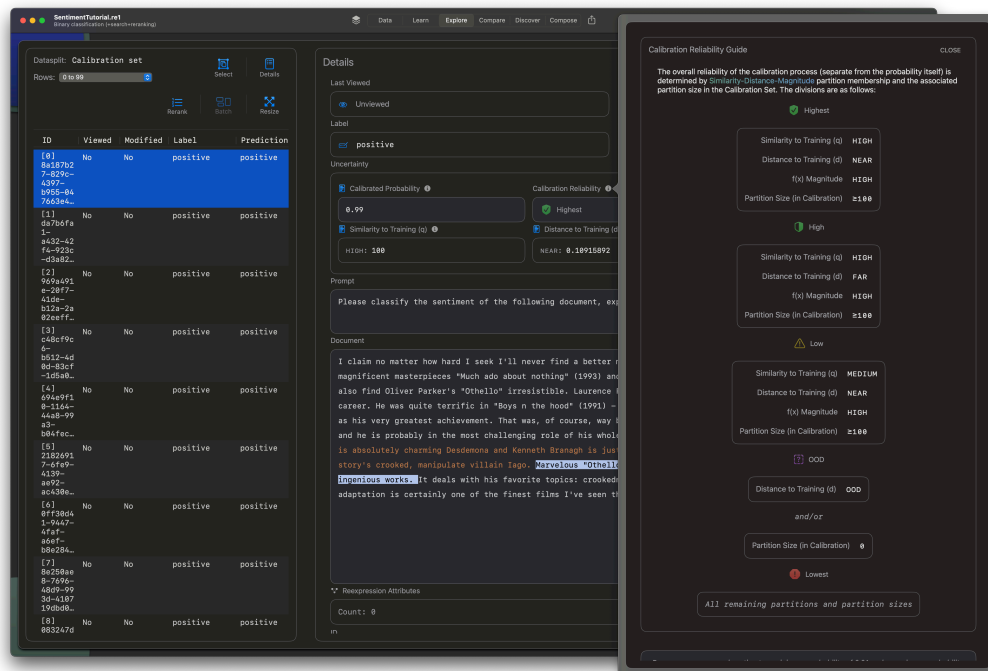 SentimentTutorial.re1
Binary classification (+search+reranking)
Data
Learn
Explore
Compare
Discover
Compose
Datasplit: Calibration set
Rows: 0 to 99
Select
Details
Rerank
Batch
Resize
ID Viewed Modified Label Prediction
[0] No No positive positive
8a187b2
7-829c-
4397-
b955-04
7663e4…
[1] No No positive positive
da7b6fa
1-
a432-42
f4-923c
-d3a82…
[2] No No positive positive
969a491
e-20f7-
41de-
b12a-2a
02eeff…
[3] No No positive positive
c48cf9c
6-
b512-4d
0d-83cf
-1d5a0…
[4] No No positive positive
694e9f1
0-1164-
44a8-99
a3-
b04fec…
[5] No No positive positive
2182691
7-6fe9-
4139-
ae92-
ac430e…
[6] No No positive positive
0ff30d4
1-9447-
4faf-
a6ef-
b8e284…
[7] No No positive positive
8e250ae
8-7696-
48d9-99
3d-4107
19dbd0…
[8] No No positive positive
083247d
Details
Last Viewed
Unviewed
Label
positive
Uncertainty
Calibrated Probability
0.99
Calibration Reliability
Highest
Similarity to Training (q)
HIGH: 100
Distance to Training (d
NEAR: 0.10915892
Prompt
Please classify the sentiment of the following document, exp
Document
I claim no matter how hard I seek I'll never find a better
magnificent masterpieces "Much ado about nothing" (1993) and
also find Oliver Parker's "Othello" irresistible. Laurence
career. He was quite terrific in "Boys n the hood" (1991) –
as his very greatest achievement. That was, of course, way
and he is probably in the most challenging role of his whol
is absolutely charming Desdemona and Kenneth Branagh is jus
story's crooked, manipulate villain Iago. Marvelous "Othell
ingenious works. It deals with his favorite topics: crooked
adaptation is certainly one of the finest films I've seen th
Reexpression Attributes
Count: 0
Calibration Reliability Guide
CLOSE
The overall reliability of the calibration process (separate from the probability itself) is
determined by Similarity-Distance-Magnitude partition membership and the associated
partition size in the Calibration Set. The divisions are as follows:
Highest
Similarity to Training (q) HIGH
Distance to Training (d) NEAR
f(x) Magnitude HIGH
Partition Size (in Calibration) ≥100
High
Similarity to Training (q) HIGH
Distance to Training (d) FAR
f(x) Magnitude HIGH
Partition Size (in Calibration) ≥100
Low
Similarity to Training (q) MEDIUM
Distance to Training (d) NEAR
f(x) Magnitude HIGH
Partition Size (in Calibration) ≥100
OOD
Distance to Training (d) OOD
and/or
Partition Size (in Calibration) 0
Lowest
All remaining partitions and partition sizes